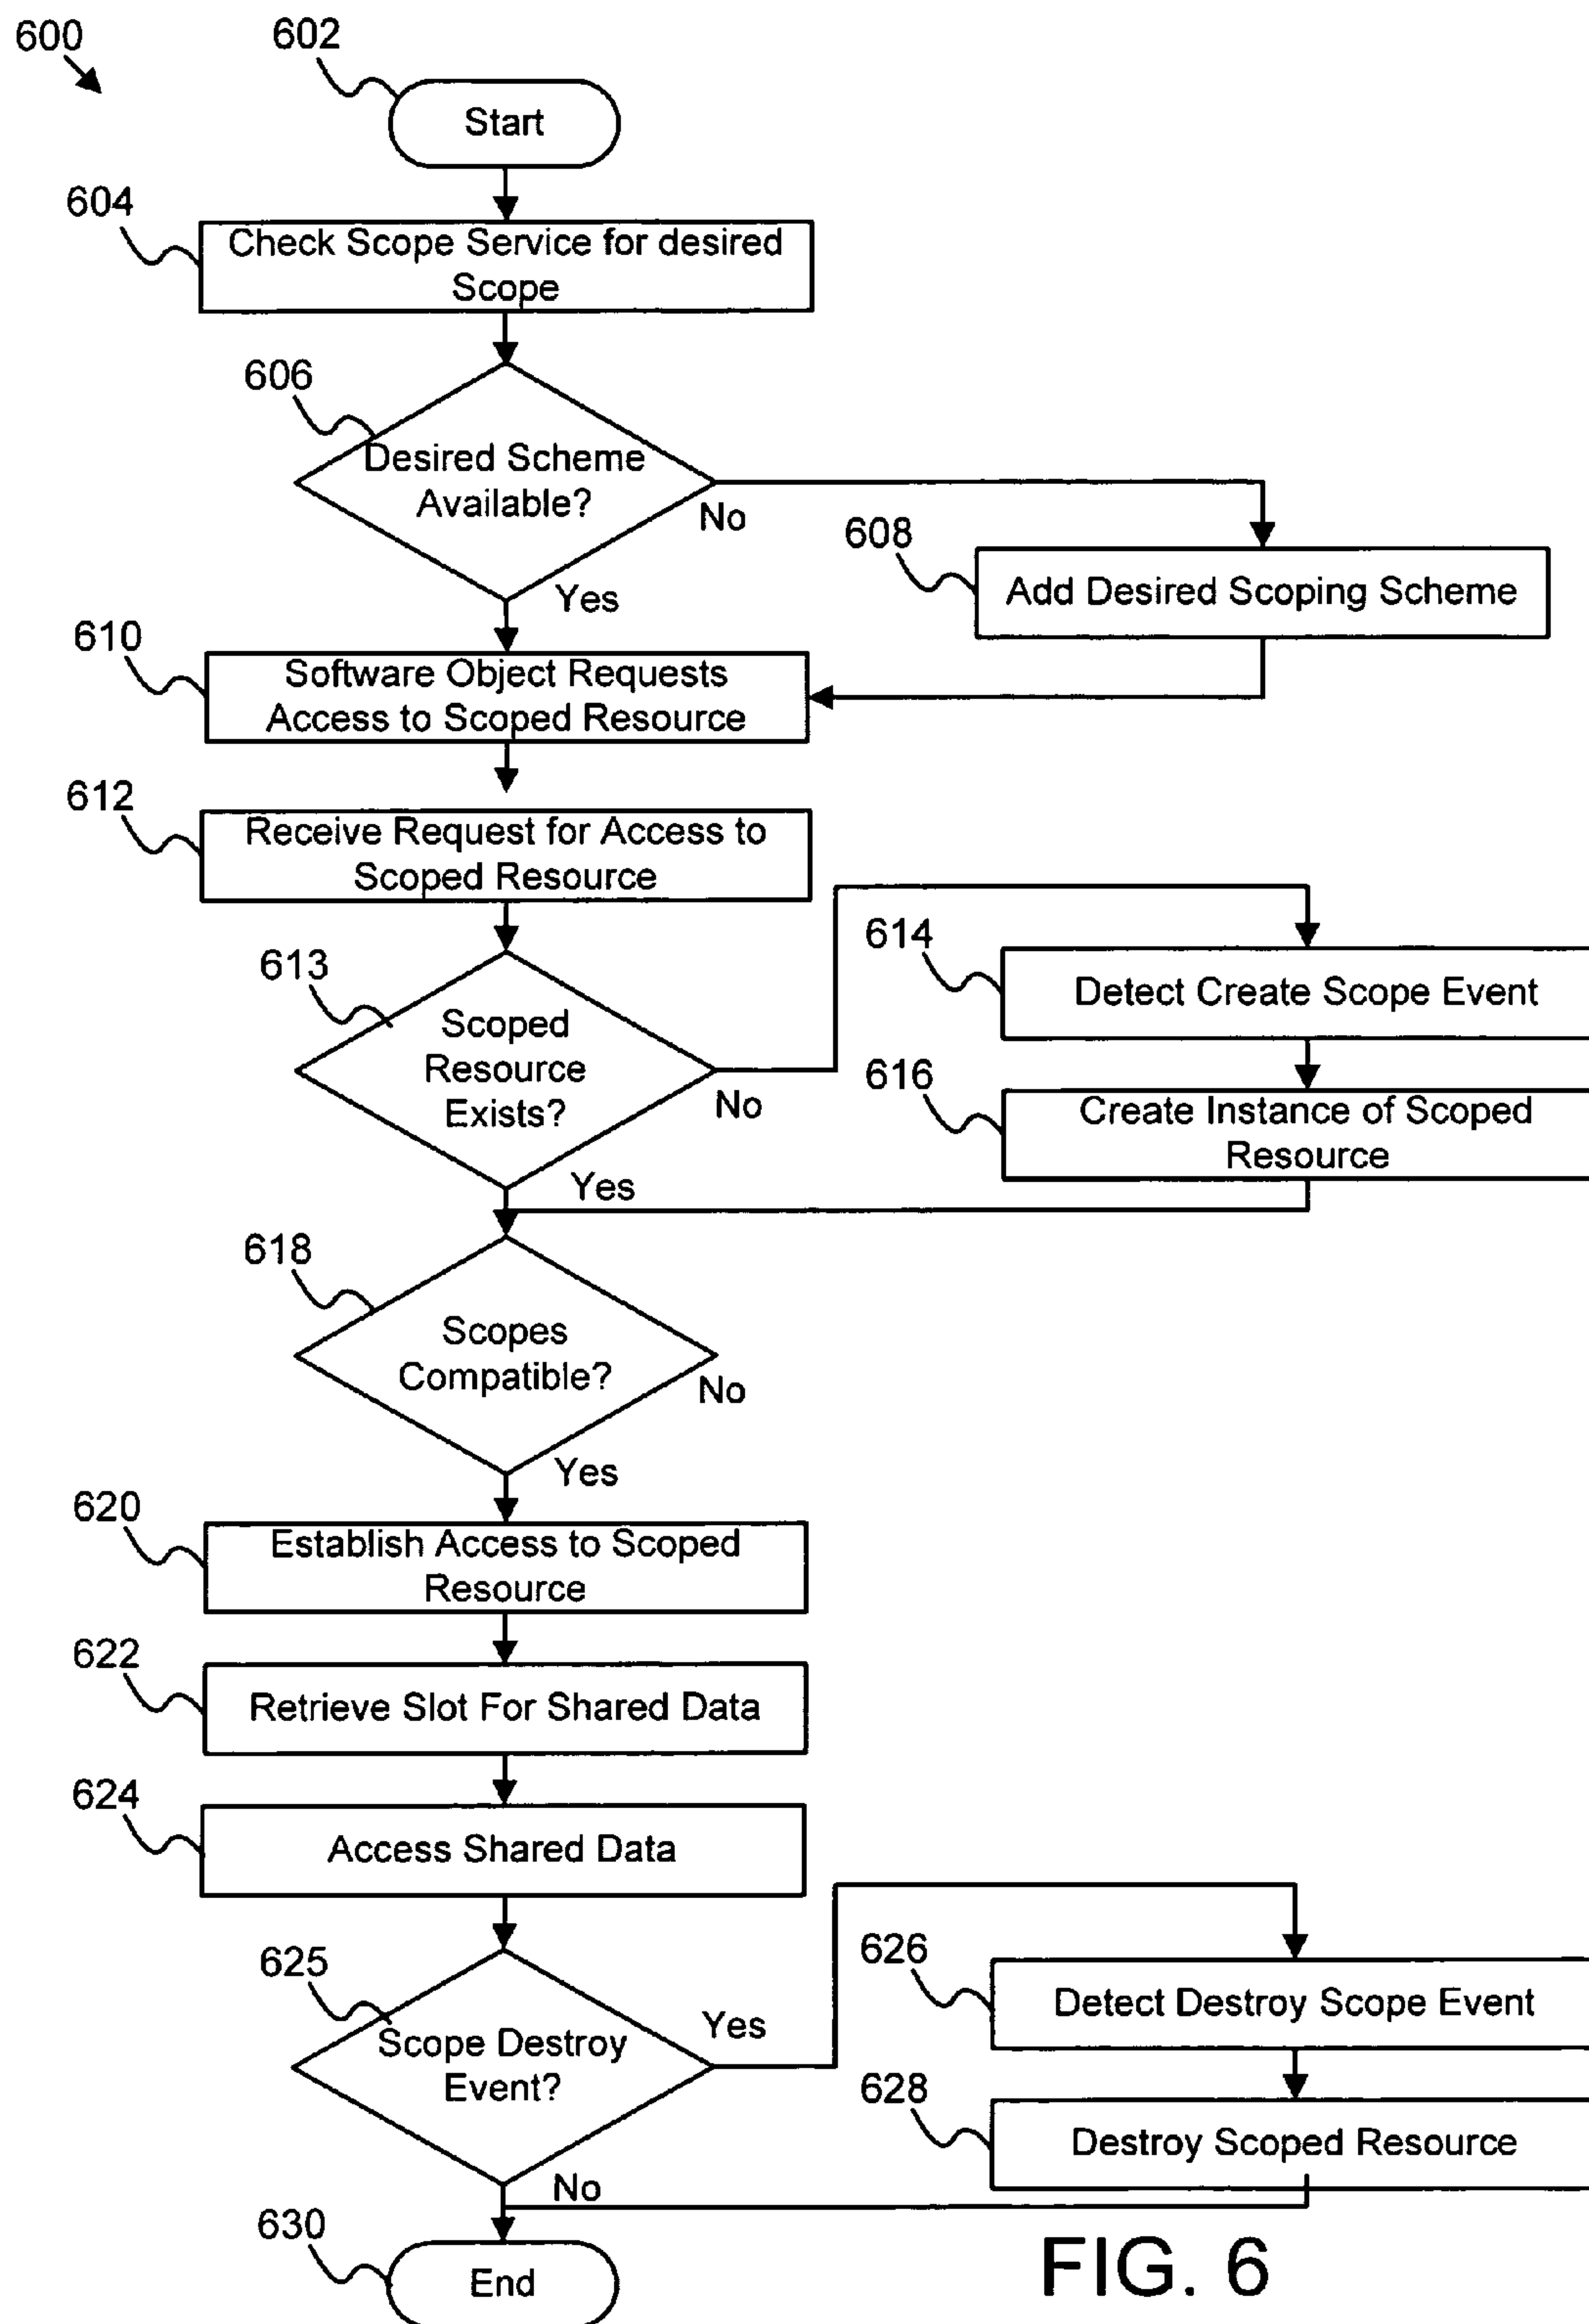 600
602
Start
604
Check Scope Service for desired
Scope
606
Desired Scheme
Available?
No
Yes
608
Add Desired Scoping Scheme
610
Software Object Requests
Access to Scoped Resource
612
Receive Request for Access to
Scoped Resource
613
Scoped
Resource
Exists?
No
Yes
614
Detect Create Scope Event
616
Create Instance of Scoped
Resource
618
Scopes
Compatible?
No
Yes
620
Establish Access to Scoped
Resource
622
Retrieve Slot For Shared Data
624
Access Shared Data
625
Scope Destroy
Event?
Yes
No
626
Detect Destroy Scope Event
628
Destroy Scoped Resource
630
End
FIG. 6